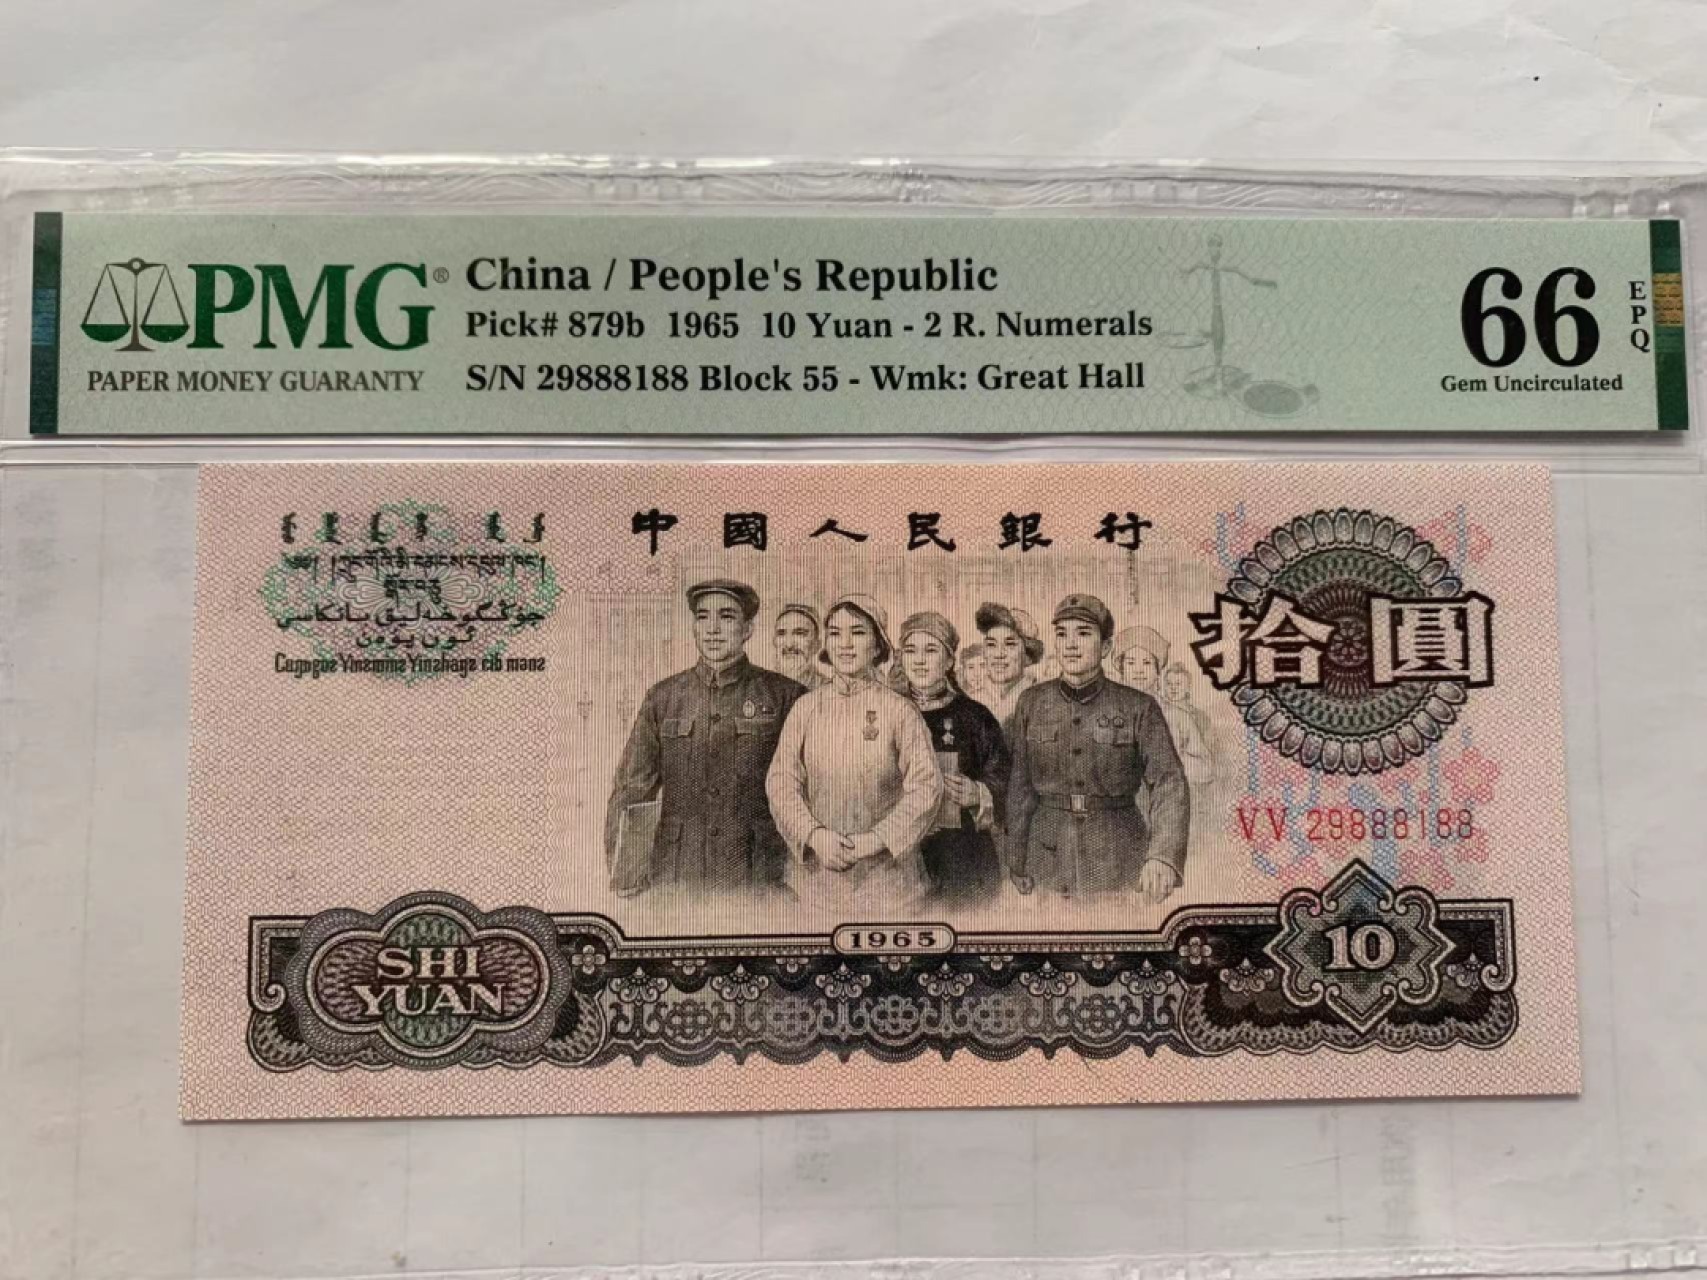 PMG®
PAPER MONEY GUARANTY
China / People's Republic
Pick# 879b 1965 10 Yuan - 2 R. Numerals
S/N 29888188 Block 55 - Wmk: Great Hall
66
EPQ
Gem Uncirculated
中國人民銀行
拾圓
VV 29888188
1965
SHI
YUAN
10